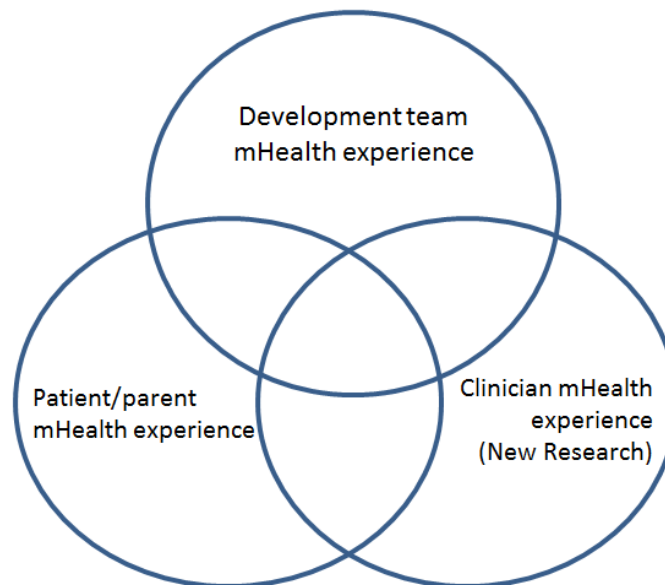 Development team
mHealth experience
Patient/parent
mHealth experience
Clinician mHealth
experience
(New Research)